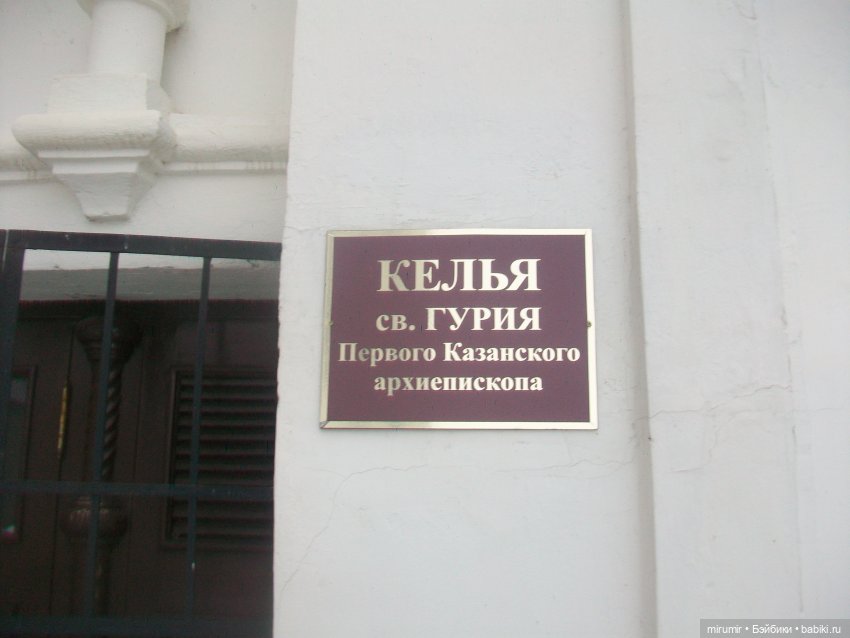 КЕЛЬЯ
св. ГУРИЯ
Первого Казанского
архиепископа
mirumir • Бэйбики • babiki.ru